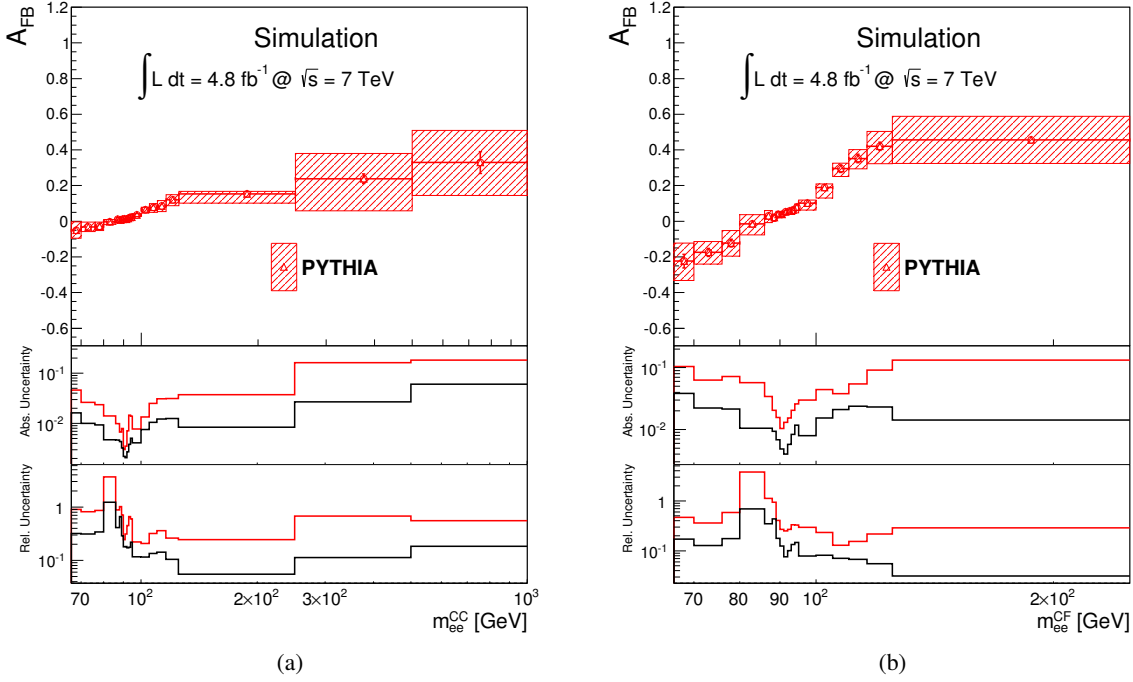 A_FB
1.2
1
0.8
0.6
0.4
0.2
0
-0.2
-0.4
-0.6
Simulation
∫ L dt = 4.8 fb^-1 @ √s = 7 TeV
PYTHIA
Abs. Uncertainty
10^-1
10^-2
Rel. Uncertainty
1
10^-1
70 10^2 2×10^2 3×10^2 10^3
m_ee^CC [GeV]
(a)
A_FB
1.2
1
0.8
0.6
0.4
0.2
0
-0.2
-0.4
-0.6
Simulation
∫ L dt = 4.8 fb^-1 @ √s = 7 TeV
PYTHIA
Abs. Uncertainty
10^-1
10^-2
Rel. Uncertainty
1
10^-1
70 80 90 10^2 2×10^2
m_ee^CF [GeV]
(b)